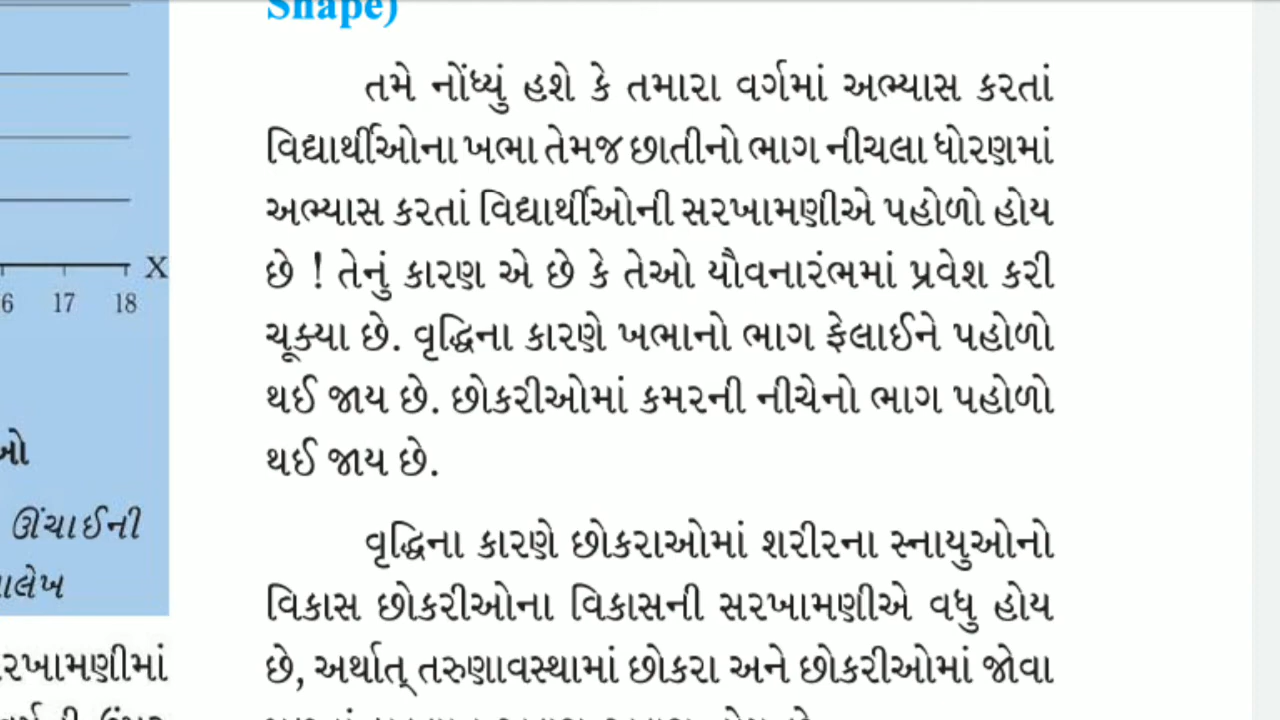 Shape)
તમે નોંધ્યું હશે કે તમારા વર્ગમાં અભ્યાસ કરતાં
વિદ્યાર્થીઓના ખભા તેમજ છાતીનો ભાગ નીચલા ધોરણમાં
અભ્યાસ કરતાં વિદ્યાર્થીઓની સરખામણીએ પહોળો હોય
છે ! તેનું કારણ એ છે કે તેઓ યૌવનારંભમાં પ્રવેશ કરી
ચૂક્યા છે. વૃદ્ધિના કારણે ખભાનો ભાગ ફેલાઈને પહોળો
થઈ જાય છે. છોકરીઓમાં કમરની નીચેનો ભાગ પહોળો
થઈ જાય છે.
વૃદ્ધિના કારણે છોકરાઓમાં શરીરના સ્નાયુઓનો
વિકાસ છોકરીઓના વિકાસની સરખામણીએ વધુ હોય
છે, અર્થાત્ તરુણાવસ્થામાં છોકરા અને છોકરીઓમાં જોવા
X
6 17 18
ઊંચાઈની